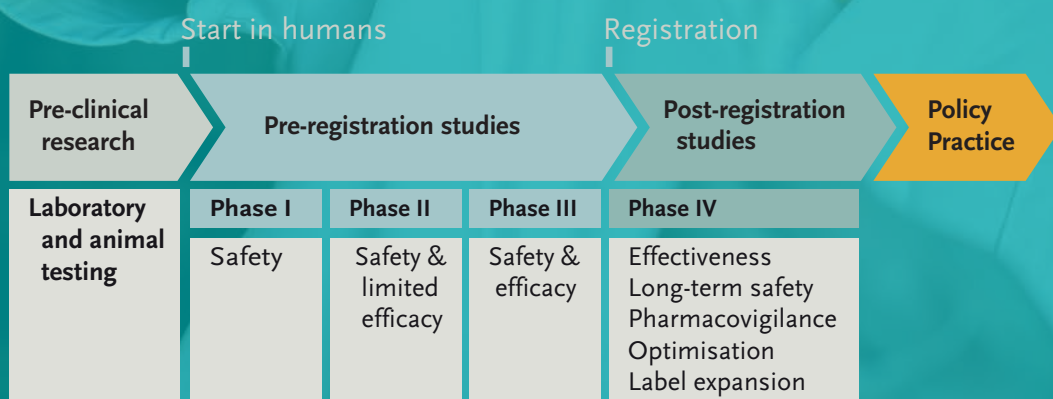 Start in humans
Registration
Pre-clinical
research
Pre-registration studies
Post-registration
studies
Policy
Practice
Laboratory
and animal
testing
Phase I
Safety
Phase II
Safety &
limited
efficacy
Phase III
Safety &
efficacy
Phase IV
Effectiveness
Long-term safety
Pharmacovigilance
Optimisation
Label expansion